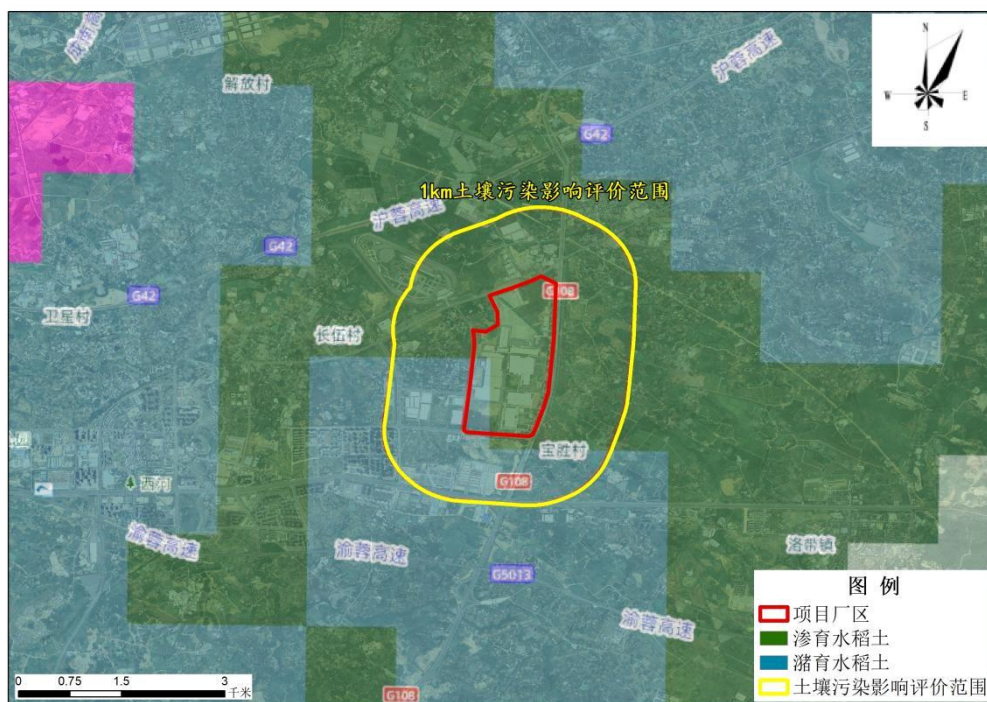 成南高
解放村
沪蓉高速
G42
N
W
E
S
1km土壤污染影响评价范围
沪蓉高速
G42
G42
G108
卫星村
长伍村
宝胜村
西河
G108
渝蓉高速
渝蓉高速
洛带镇
G5013
渝蓉高速
G108
图 例
项目厂区
渗育水稻土
潴育水稻土
土壤污染影响评价范围
0 0.75 1.5 3
千米